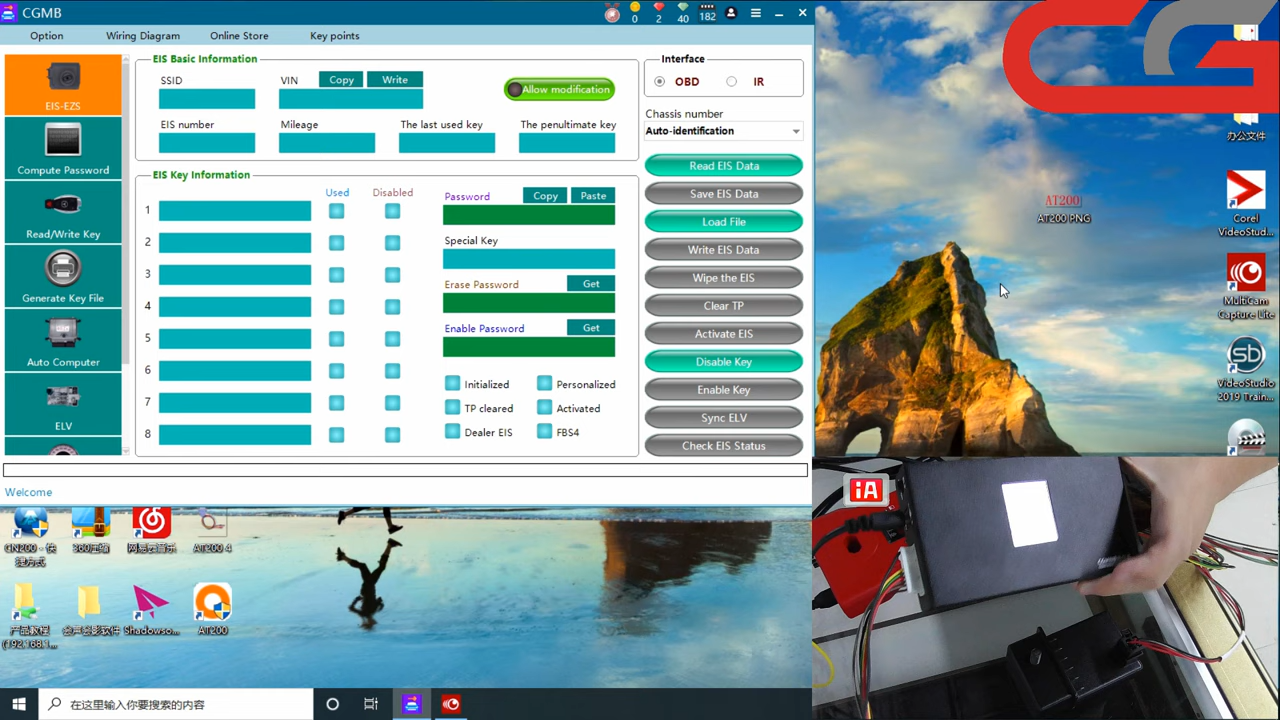 CGMB
0
2
40
182
Option
Wiring Diagram
Online Store
Key points
EIS-EZS
Compute Password
Read/Write Key
Generate Key File
Auto Computer
ELV
EIS Basic Information
SSID
VIN
Copy
Write
Allow modification
EIS number
Mileage
The last used key
The penultimate key
EIS Key Information
Used
Disabled
1
2
3
4
5
6
7
8
Password
Copy
Paste
Special Key
Erase Password
Get
Enable Password
Get
Initialized
Personalized
TP cleared
Activated
Dealer EIS
FBS4
Interface
OBD
IR
Chassis number
Auto-identification
Read EIS Data
Save EIS Data
Load File
Write EIS Data
Wipe the EIS
Clear TP
Activate EIS
Disable Key
Enable Key
Sync ELV
Check EIS Status
Welcome
CG
办公文件
AT200
AT200 PNG
Corel
VideoStud...
MultiCam
Capture Lite
Sb
VideoStudio
2019 Train...
iA
360压缩
网易云音乐
AT200 4
方式
产品教程
(192.168.1...
会声会影软件
Shadowso...
AT200
在这里输入你要搜索的内容